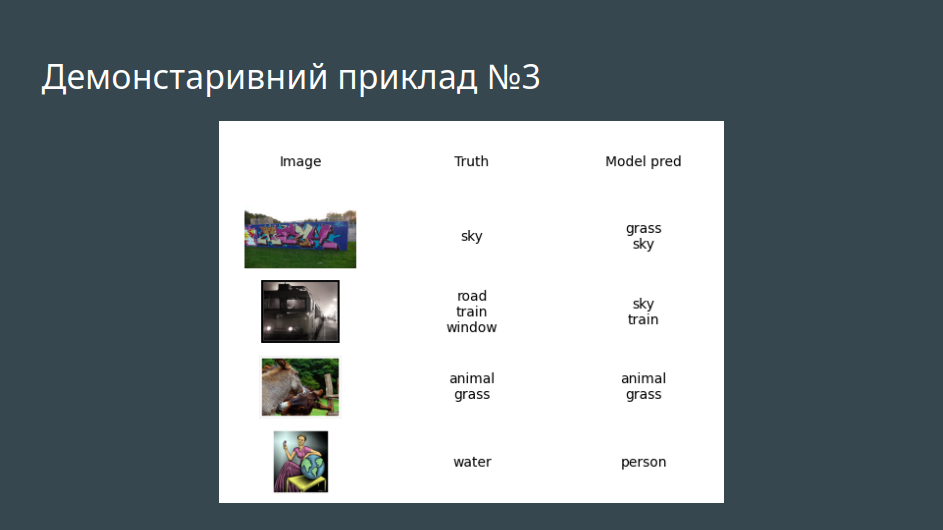 Демонстаривний приклад №3
Image Truth Model pred
sky
grass
sky
road
train
window
sky
train
animal
grass
animal
grass
water
person